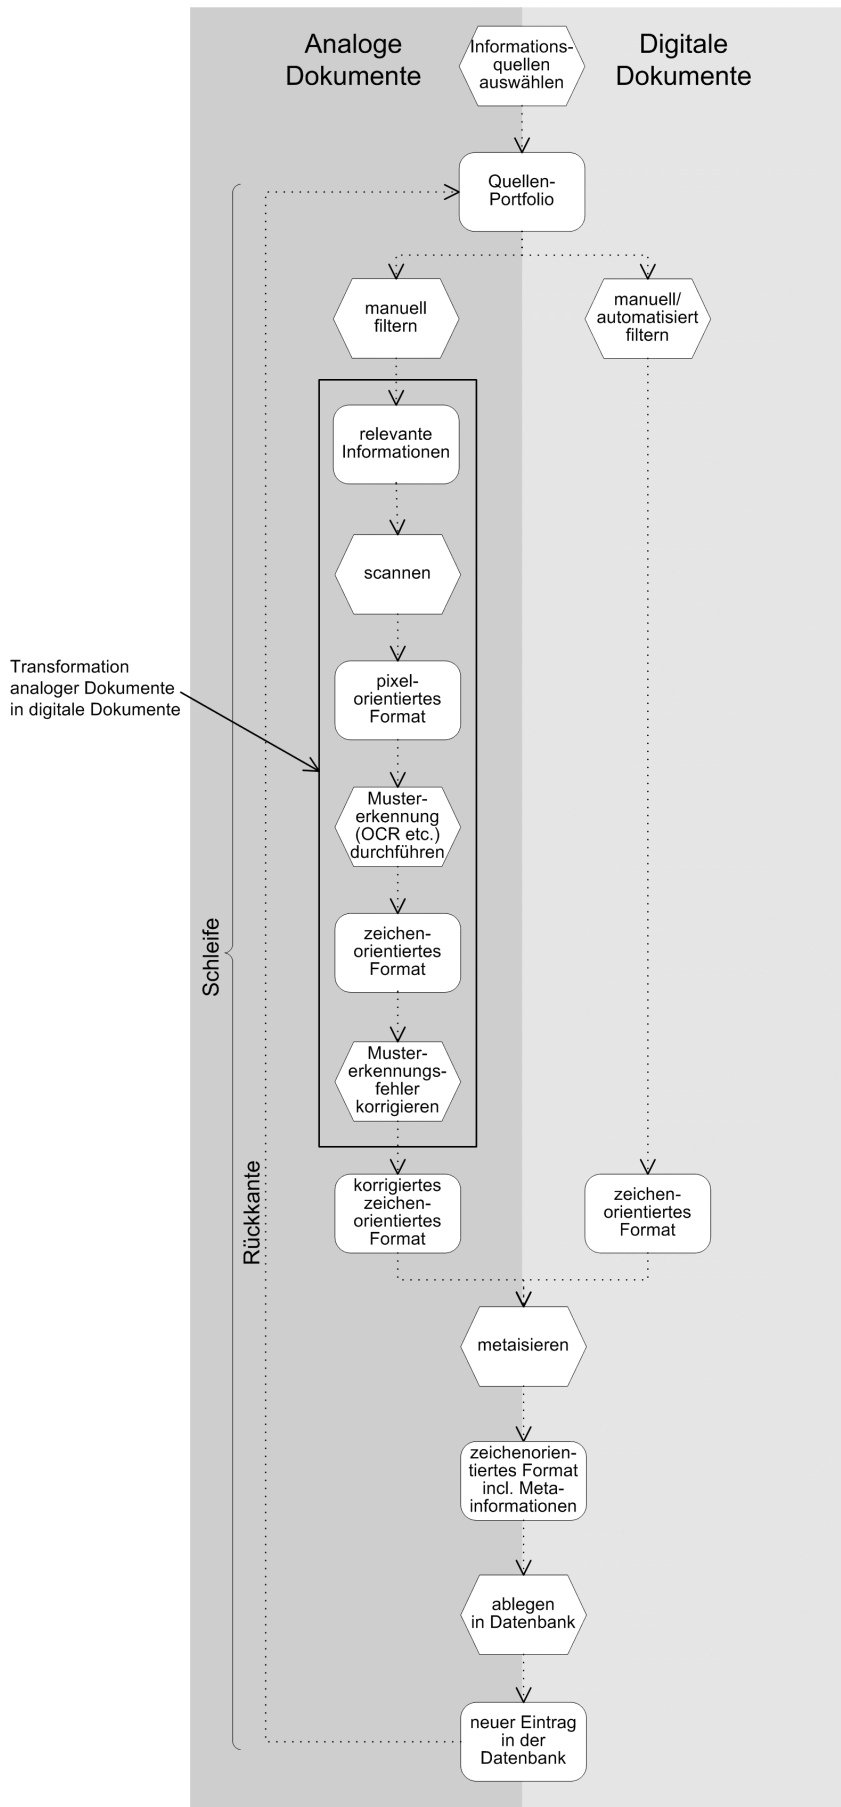 Analoge
Dokumente
Informations-
quellen
auswählen
Digitale
Dokumente
Quellen-
Portfolio
manuell
filtern
manuell/
automatisiert
filtern
relevante
Informationen
scannen
Transformation
analoger Dokumente
in digitale Dokumente
pixel-
orientiertes
Format
Muster-
erkennung
(OCR etc.)
durchführen
Schleife
zeichen-
orientiertes
Format
Muster-
erkennungs-
fehler
korrigieren
Rückkante
korrigiertes
zeichen-
orientiertes
Format
zeichen-
orientiertes
Format
metaisieren
zeichenorien-
tiertes Format
incl. Meta-
informationen
ablegen
in Datenbank
neuer Eintrag
in der
Datenbank